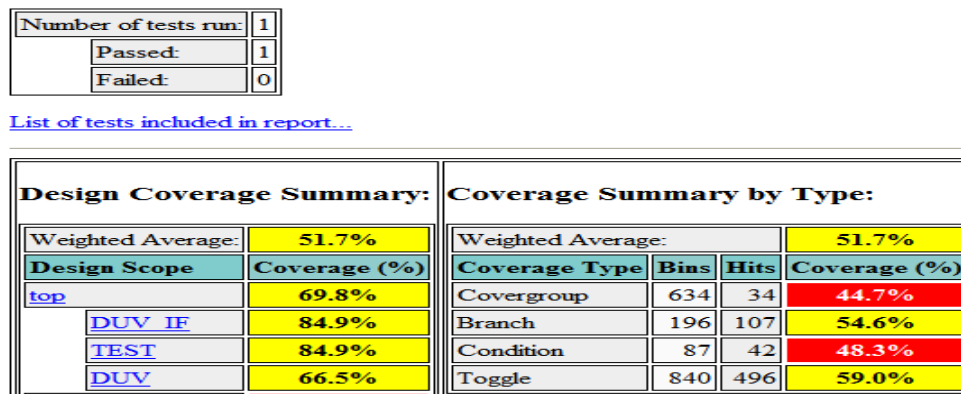 Number of tests run: 1
Passed: 1
Failed: 0
List of tests included in report...
Design Coverage Summary:
Weighted Average: 51.7%
Design Scope Coverage (%)
top 69.8%
DUV_IF 84.9%
TEST 84.9%
DUV 66.5%
Coverage Summary by Type:
Weighted Average: 51.7%
Coverage Type Bins Hits Coverage (%)
Covergroup 634 34 44.7%
Branch 196 107 54.6%
Condition 87 42 48.3%
Toggle 840 496 59.0%